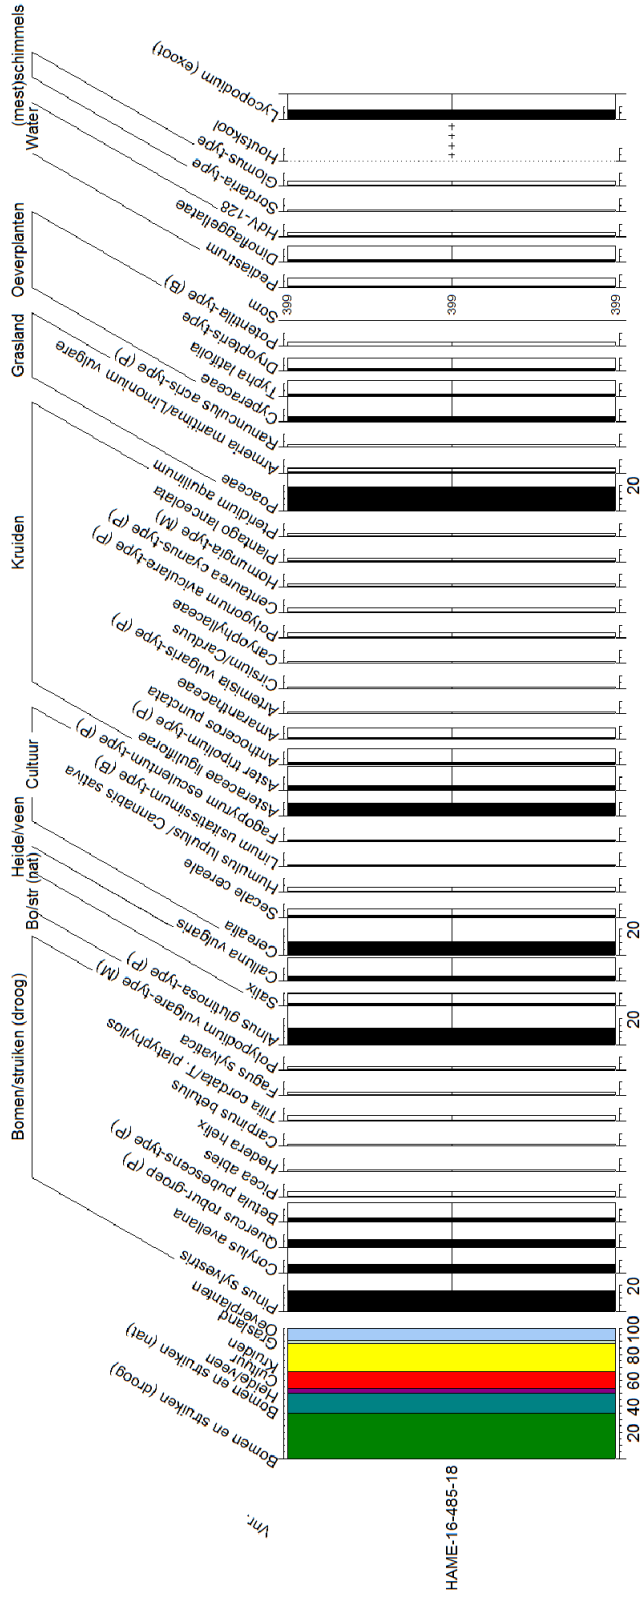 Bomen/struiken (droog)
Bo/str (nat)
Heide/veen
Cultuur
Kruiden
Grasland
Oeverplanten
Water
(mest)schimmels
Vnr.
Bomen en struiken (droog)
Bomen en struiken (nat)
Heide/veen
Cultuur
Kruiden
Grasland
Oeverplanten
Pinus sylvestris
Corylus avellana
Quercus robur-groep (P)
Betula pubescens-type (P)
Picea abies
Hedera helix
Carpinus betulus
Tilia cordata/T. platyphyllos
Fagus sylvatica
Polypodium vulgare-type (M)
Alnus glutinosa-type (P)
Salix
Calluna vulgaris
Cerealia
Secale cereale
Humulus lupulus/ Cannabis sativa
Linum usitatissimum-type (B)
Fagopyrum esculentum-type (P)
Asteraceae liguliflorae
Aster tripolium-type (P)
Anthoceros punctata
Amaranthaceae
Artemisia vulgaris-type (P)
Cirsium/Carduus
Caryophyllaceae
Polygonum aviculare-type (P)
Centaurea cyanus-type (P)
Hornungia-type (M)
Plantago lanceolata
Pteridium aquilinum
Poaceae
Armeria maritima/Limonium vulgare
Ranunculus acris-type (P)
Cyperaceae
Typha latifolia
Dryopteris-type
Potentilla-type (B)
Som
Pediastrum
Dinoflaggellatae
HdV-128
Sordaria-type
Glomus-type
Houtskool
Lycopodium (exoot)
HAME-16-485-18
399
399
399
++++
20 40 60 80 100
20
20
20
20